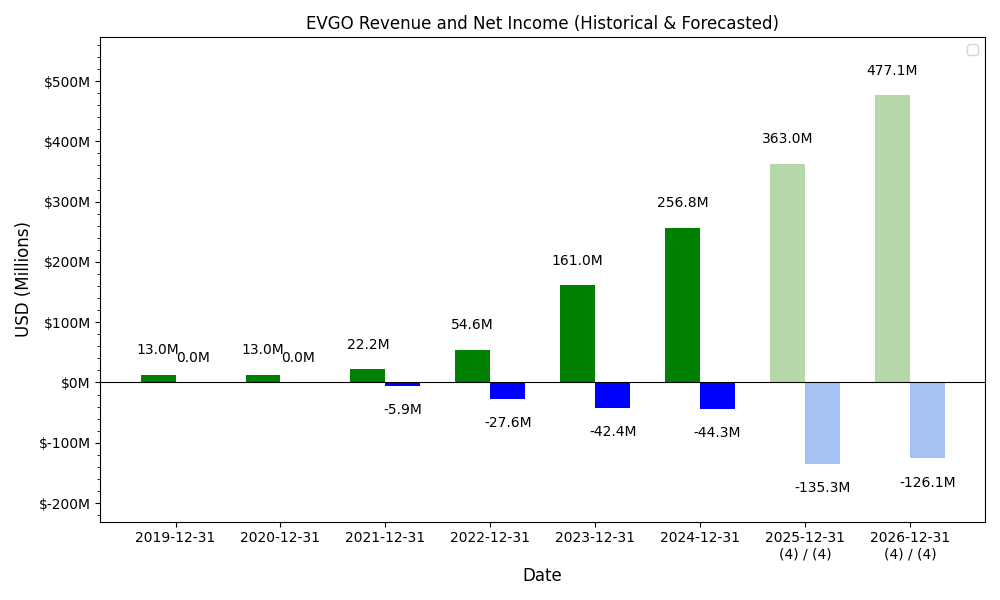 EVGO Revenue and Net Income (Historical & Forecasted)
USD (Millions)
$500M
$400M
$300M
$200M
$100M
$0M
$-100M
$-200M
13.0M
0.0M
13.0M
0.0M
22.2M
-5.9M
54.6M
-27.6M
161.0M
-42.4M
256.8M
-44.3M
363.0M
-135.3M
477.1M
-126.1M
2019-12-31
2020-12-31
2021-12-31
2022-12-31
2023-12-31
2024-12-31
2025-12-31
(4) / (4)
2026-12-31
(4) / (4)
Date